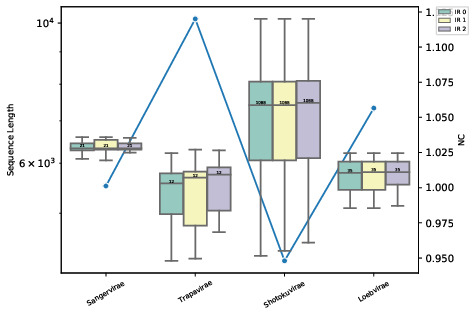 10⁴
6 × 10³
Sequence Length
21
21
21
12
12
12
1088
1088
1088
35
35
35
Sangervirae
Trapavirae
Shotokuvirae
Loebvirae
1.100
1.075
1.050
1.025
1.000
0.975
0.950
NC
IR 0
IR 1
IR 2